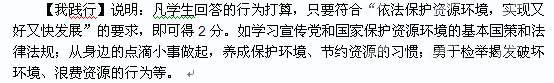 【我践行】说明：凡学生回答的行为打算，只要符合“依法保护资源环境，实现又
好又快发展”的要求，即可得 2 分。如学习宣传党和国家保护资源环境的基本国策和法
律法规；从身边的点滴小事做起，养成保护环境、节约资源的习惯；勇于检举揭发破坏
环境、浪费资源的行为等。